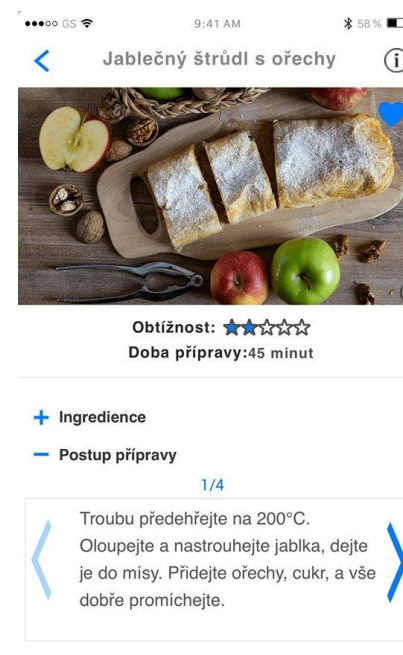 GS 9:41 AM 58 %
Jablečný štrůdl s ořechy
Obtížnost:
Doba přípravy:45 minut
+ Ingredience
− Postup přípravy
1/4
Troubu předehřejte na 200°C.
Oloupejte a nastrouhejte jablka, dejte
je do mísy. Přidejte ořechy, cukr, a vše
dobře promíchejte.